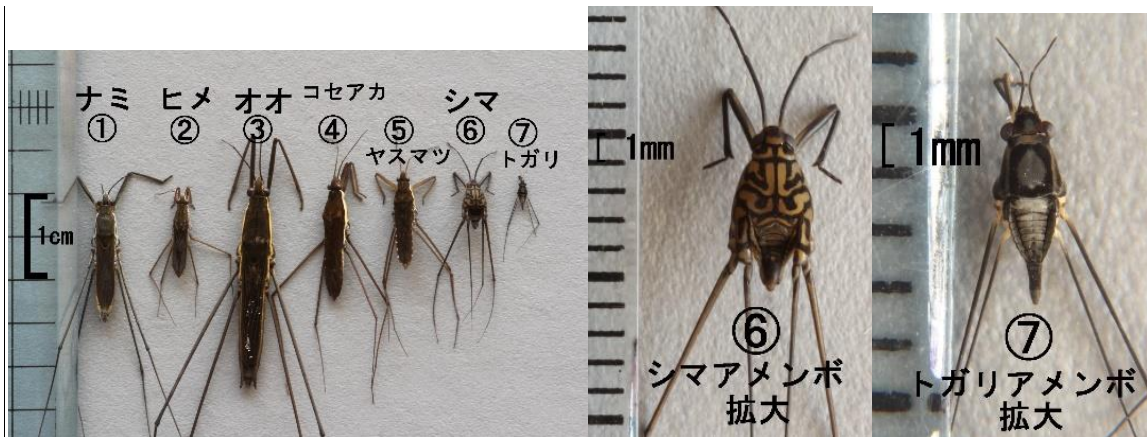 ナミ
①
ヒメ
②
オオ
③
コセアカ
④
⑤
ヤスマツ
シマ
⑥
⑦
トガリ
1cm
1mm
⑥
シマアメンボ
拡大
1mm
⑦
トガリアメンボ
拡大